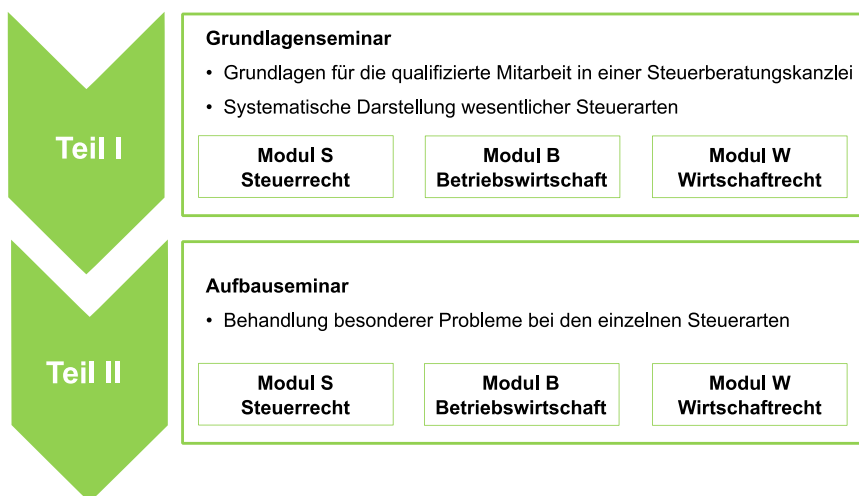 Teil I
Grundlagenseminar
• Grundlagen für die qualifizierte Mitarbeit in einer Steuerberatungskanzlei
• Systematische Darstellung wesentlicher Steuerarten
Modul S
Steuerrecht
Modul B
Betriebswirtschaft
Modul W
Wirtschaftrecht
Teil II
Aufbauseminar
• Behandlung besonderer Probleme bei den einzelnen Steuerarten
Modul S
Steuerrecht
Modul B
Betriebswirtschaft
Modul W
Wirtschaftrecht